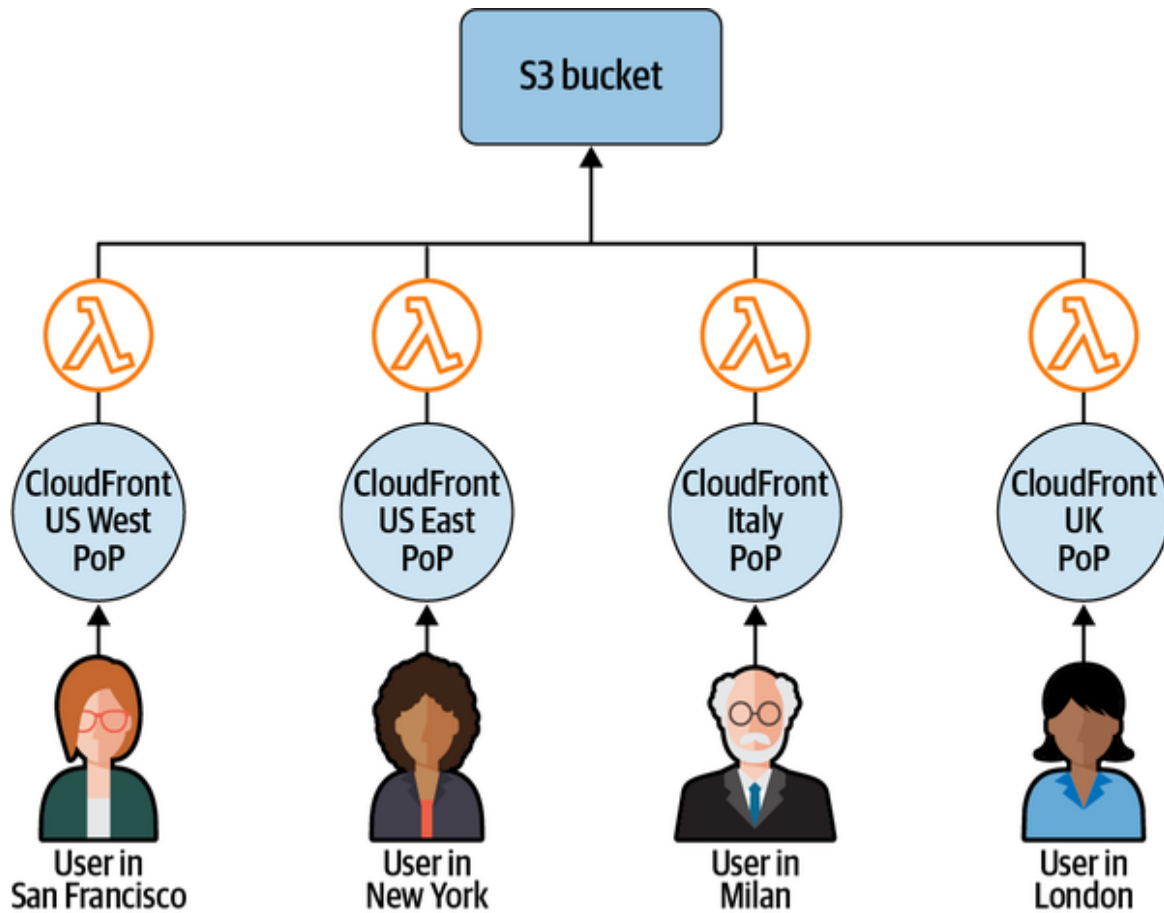 S3 bucket
λ
λ
λ
λ
CloudFront
US West
PoP
CloudFront
US East
PoP
CloudFront
Italy
PoP
CloudFront
UK
PoP
User in
San Francisco
User in
New York
User in
Milan
User in
London